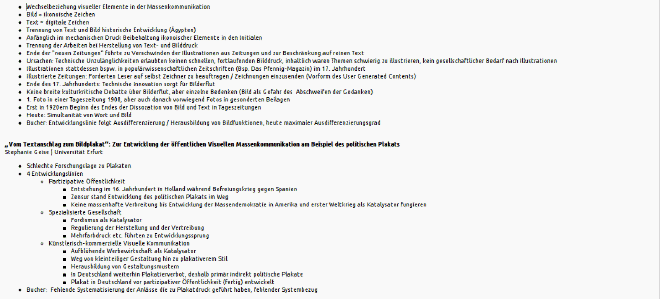 Wechselbeziehung visueller Elemente in der Massenkommunikation
Bild = ikonische Zeichen
Text = digitale Zeichen
Trennung von Text und Bild historische Entwicklung (Ägypten)
Anfänglich im mechanischen Druck Beibehaltung ikonischer Elemente in den Initialen
Trennung der Arbeiten bei Herstellung von Text- und Bilddruck
Ende der "neuen Zeitungen" führte zu Verschwinden der Illustrationen aus Zeitungen und zur Beschränkung auf reinen Text
Ursachen: Technische Unzulänglichkeiten erlaubten keinen schnellen, fortlaufenden Bilddruck, inhaltlich waren Themen schwierig zu illustrieren, kein gesellschaftlicher Bedarf nach Illustrationen
Illustrationen stattdessen bspw. in populärwissenschaftlichen Zeitschriften (Bsp. Das Pfennig-Magazin) im 17. Jahrhundert
Illustrierte Zeitungen: Forderten Leser auf selbst Zeichner zu beauftragen / Zeichnungen einzusenden (Vorform des User Generated Contents)
Ende des 17. Jahrhunderts: Technische Innovation sorgt für Bilderflut
Keine breite kulturkritische Debatte über Bilderflut, aber einzelne Bedenken (Bild als Gefahr des Abschweifen der Gedanken)
1. Foto in einer Tageszeitung 1908, aber auch danach vorwiegend Fotos in gesonderten Beilagen
Erst in 1920ern Beginn des Endes der Dissoziation von Bild und Text in Tageszeitungen
Heute: Simultanität von Wort und Bild
Bucher: Entwicklungslinie folgt Ausdifferenzierung / Herausbildung von Bildfunktionen, heute maximaler Ausdifferenzierungsgrad
„Vom Textanschlag zum Bildplakat": Zur Entwicklung der öffentlichen Visuellen Massenkommunikation am Beispiel des politischen Plakats
Stephanie Geise | Universität Erfurt
Schlechte Forschungslage zu Plakaten
4 Entwicklungslinien
Partizipative Öffentlichkeit
Entstehung im 16. Jahrhundert in Holland während Befreiungskrieg gegen Spanien
Zensur stand Entwicklung des politischen Plakats im Weg
Keine massenhafte Verbreitung bis Entwicklung der Massendemokratie in Amerika und erster Weltkrieg als Katalysator fungieren
Spezialisierte Gesellschaft
Fordismus als Katalysator
Regulierung der Herstellung und der Vertreibung
Mehrfarbdruck etc. führten zu Entwicklungssprung
Künstlerisch-kommerzielle Visuelle Kommunikation
Aufblühende Werbewirtschaft als Katalysator
Weg von kleinteiliger Gestaltung hin zu plakativerem Stil
Herausbildung von Gestaltungsmustern
In Deutschland weiterhin Plakatierverbot, deshalb primär indirekt politische Plakate
Plakat in Deutschland vor partizipativer Öffentlichkeit (fertig) entwickelt
Bucher: Fehlende Systematisierung der Anlässe die zu Plakatdruck geführt haben, fehlender Systembezug